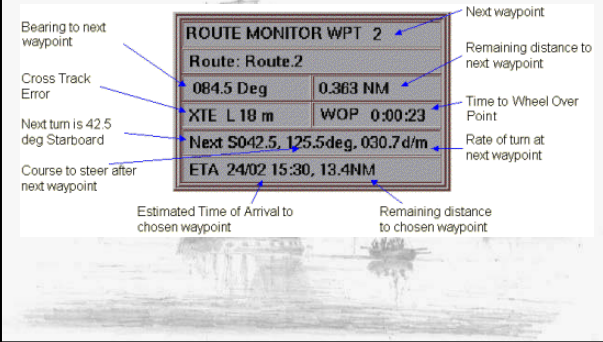 Next waypoint
Bearing to next
waypoint
ROUTE MONITOR WPT 2
Remaining distance to
next waypoint
Route: Route.2
084.5 Deg 0.363 NM
Cross Track
Error
XTE L 18 m WOP 0:00:23
Time to Wheel Over
Point
Next turn is 42.5
deg Starboard
Next S042.5, 125.5deg, 030.7d/m
Rate of turn at
next waypoint
Course to steer after
next waypoint
ETA 24/02 15:30, 13.4NM
Estimated Time of Arrival to
chosen waypoint
Remaining distance
to chosen waypoint